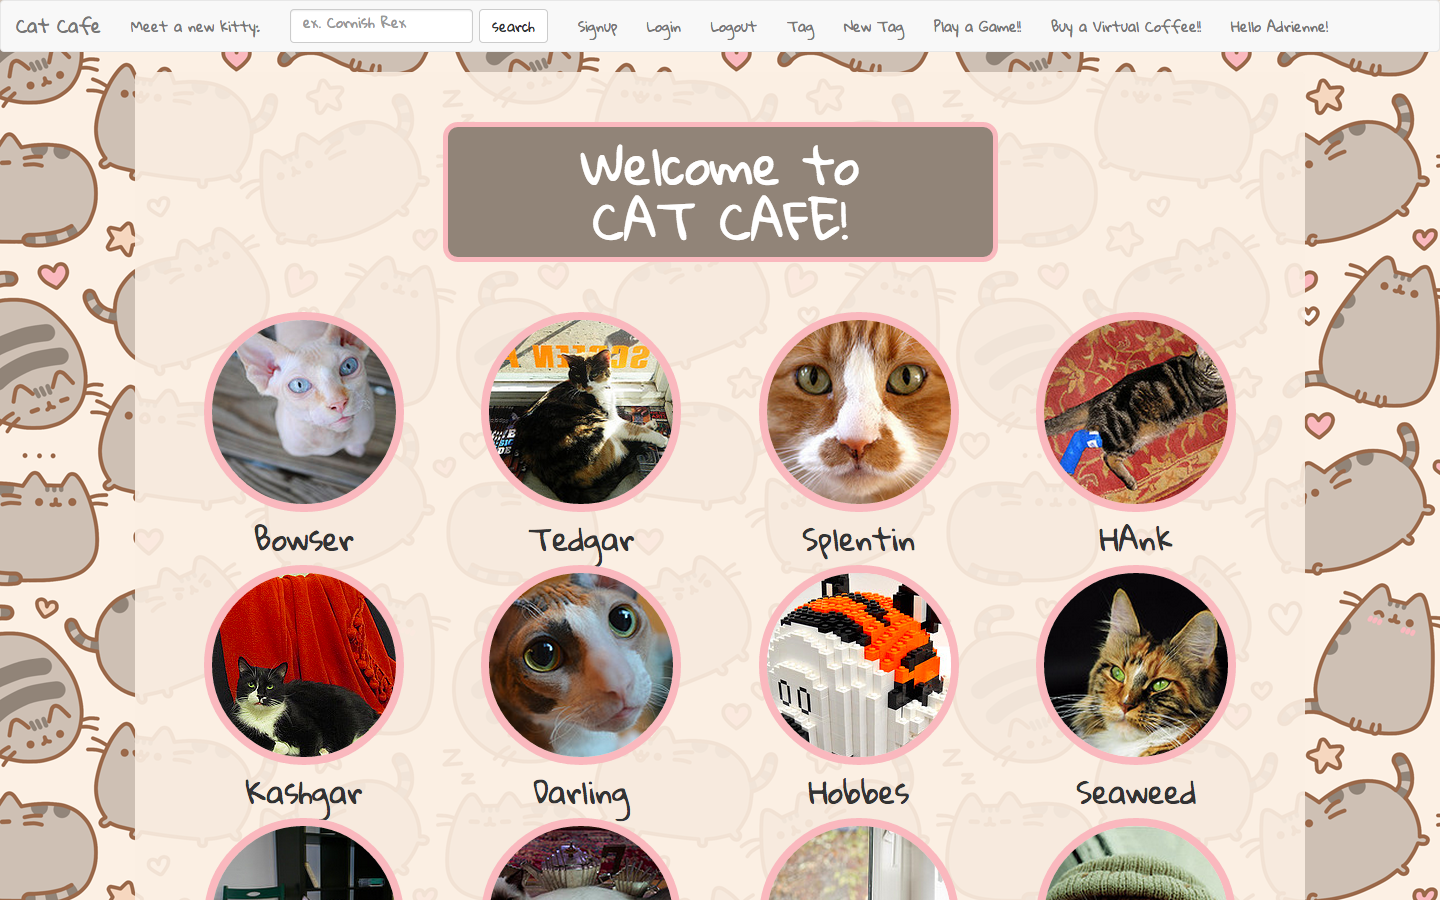 Cat Cafe Meet a new kitty: ex. Cornish Rex search Signup Login Logout Tag New Tag Play a Game!! Buy a Virtual Coffee!! Hello Adrienne!
Welcome to
CAT CAFE!
Bowser Tedgar Splentin HAnk
Kashgar Darling Hobbes Seaweed